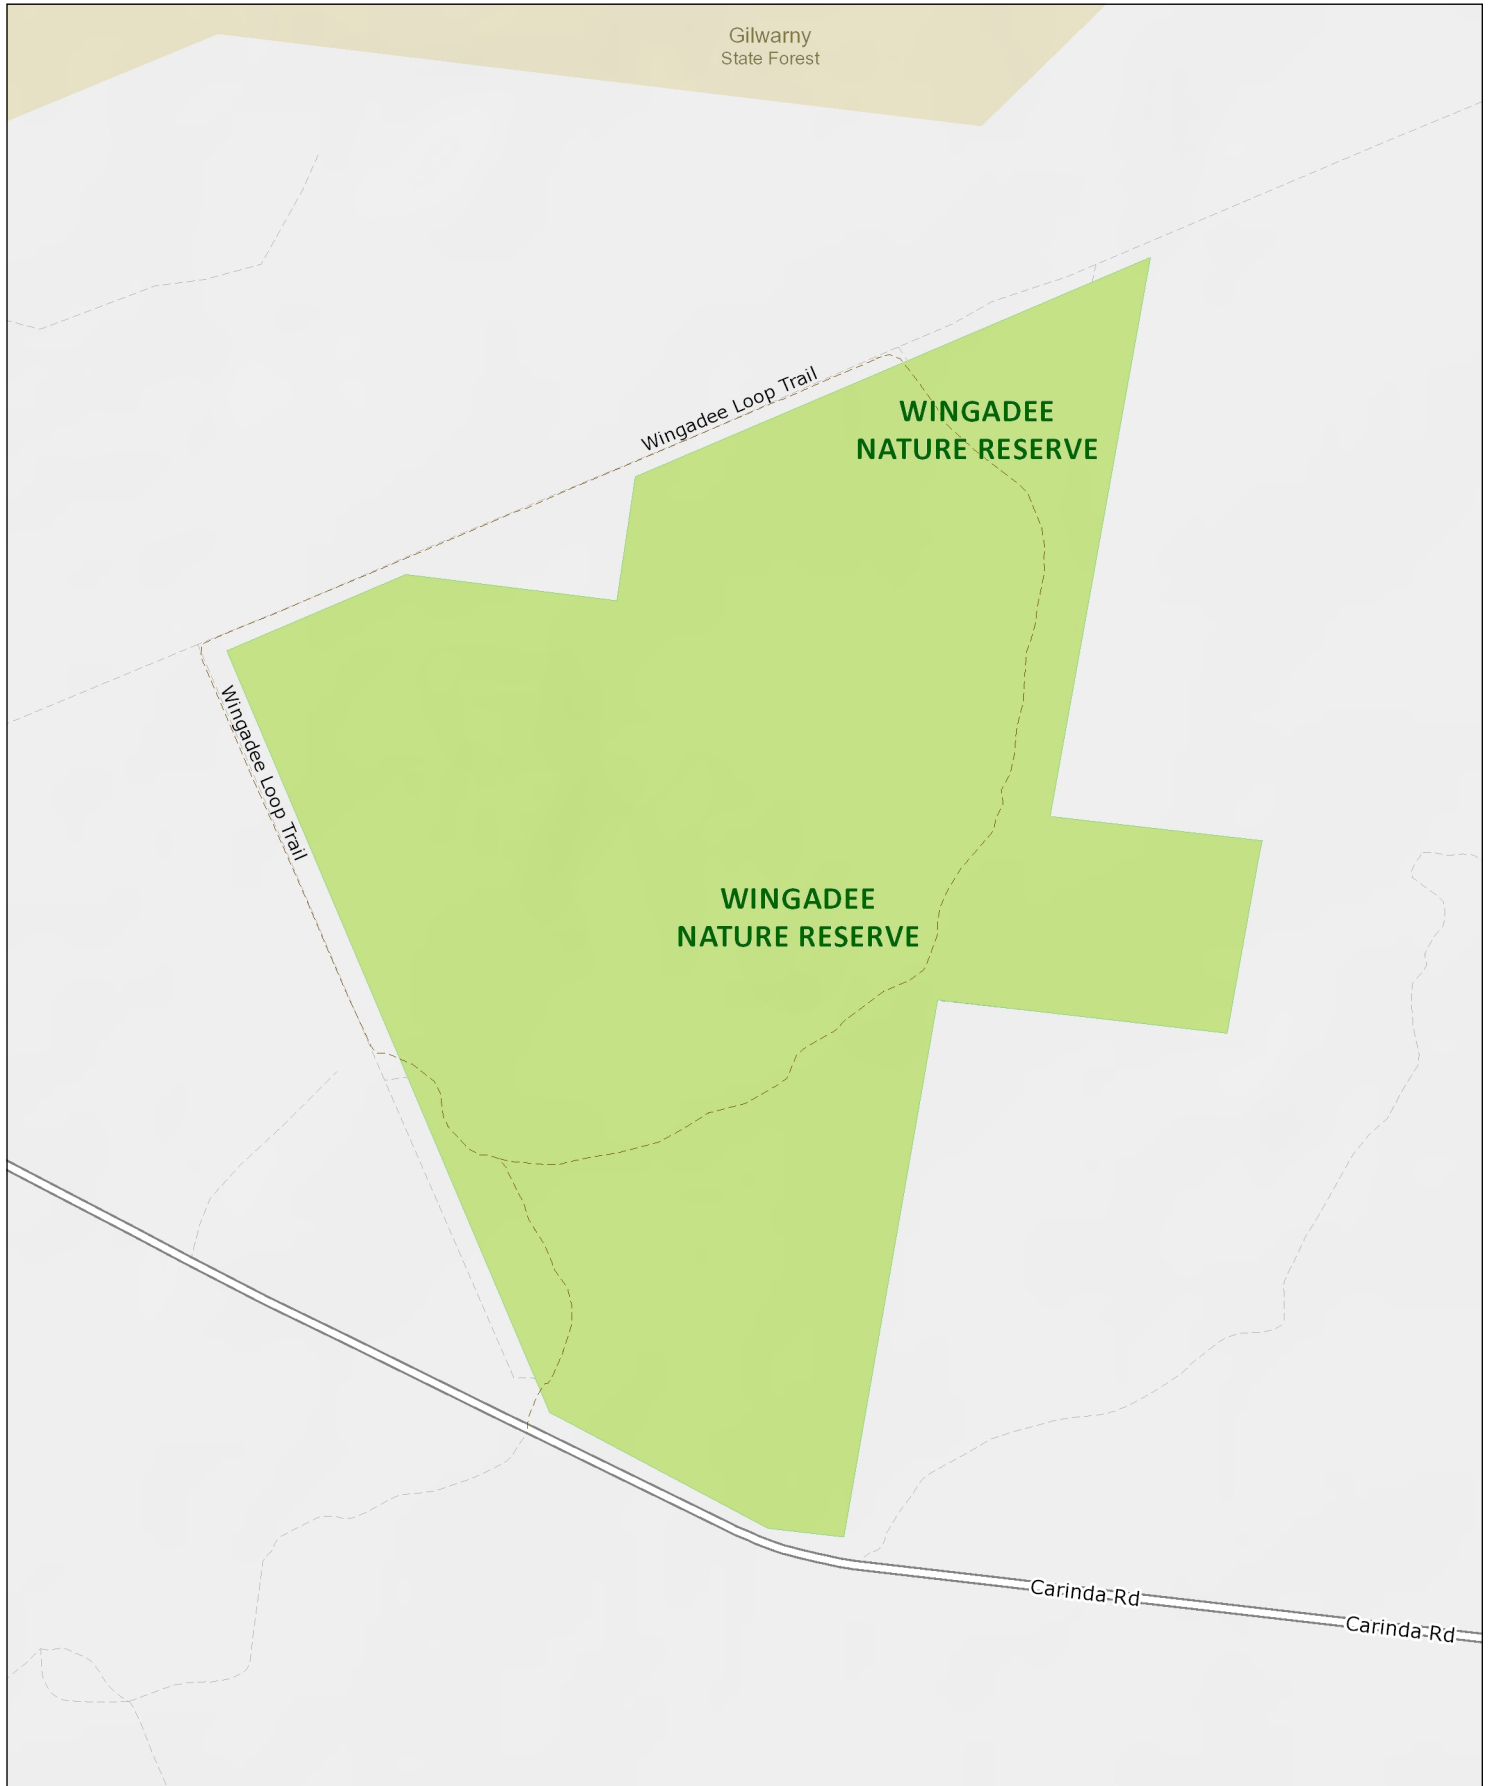 Gilwarny
State Forest
Wingadee Loop Trail
WINGADEE
NATURE RESERVE
Wingadee Loop Trail
WINGADEE
NATURE RESERVE
Carinda Rd
Carinda Rd